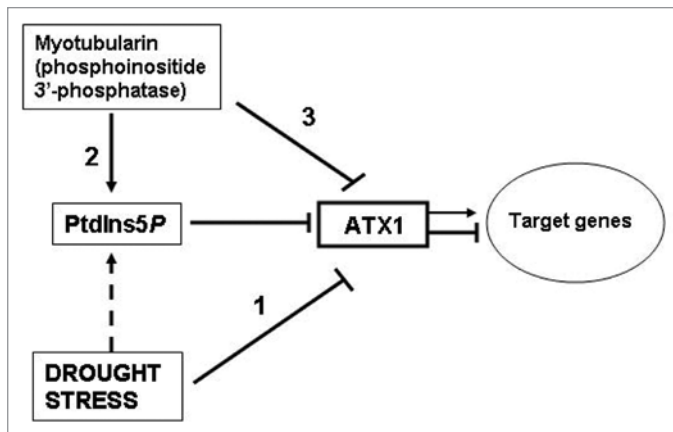 Myotubularin
(phosphoinositide
3'-phosphatase)
3
2
PtdIns5P
ATX1
Target genes
1
DROUGHT
STRESS